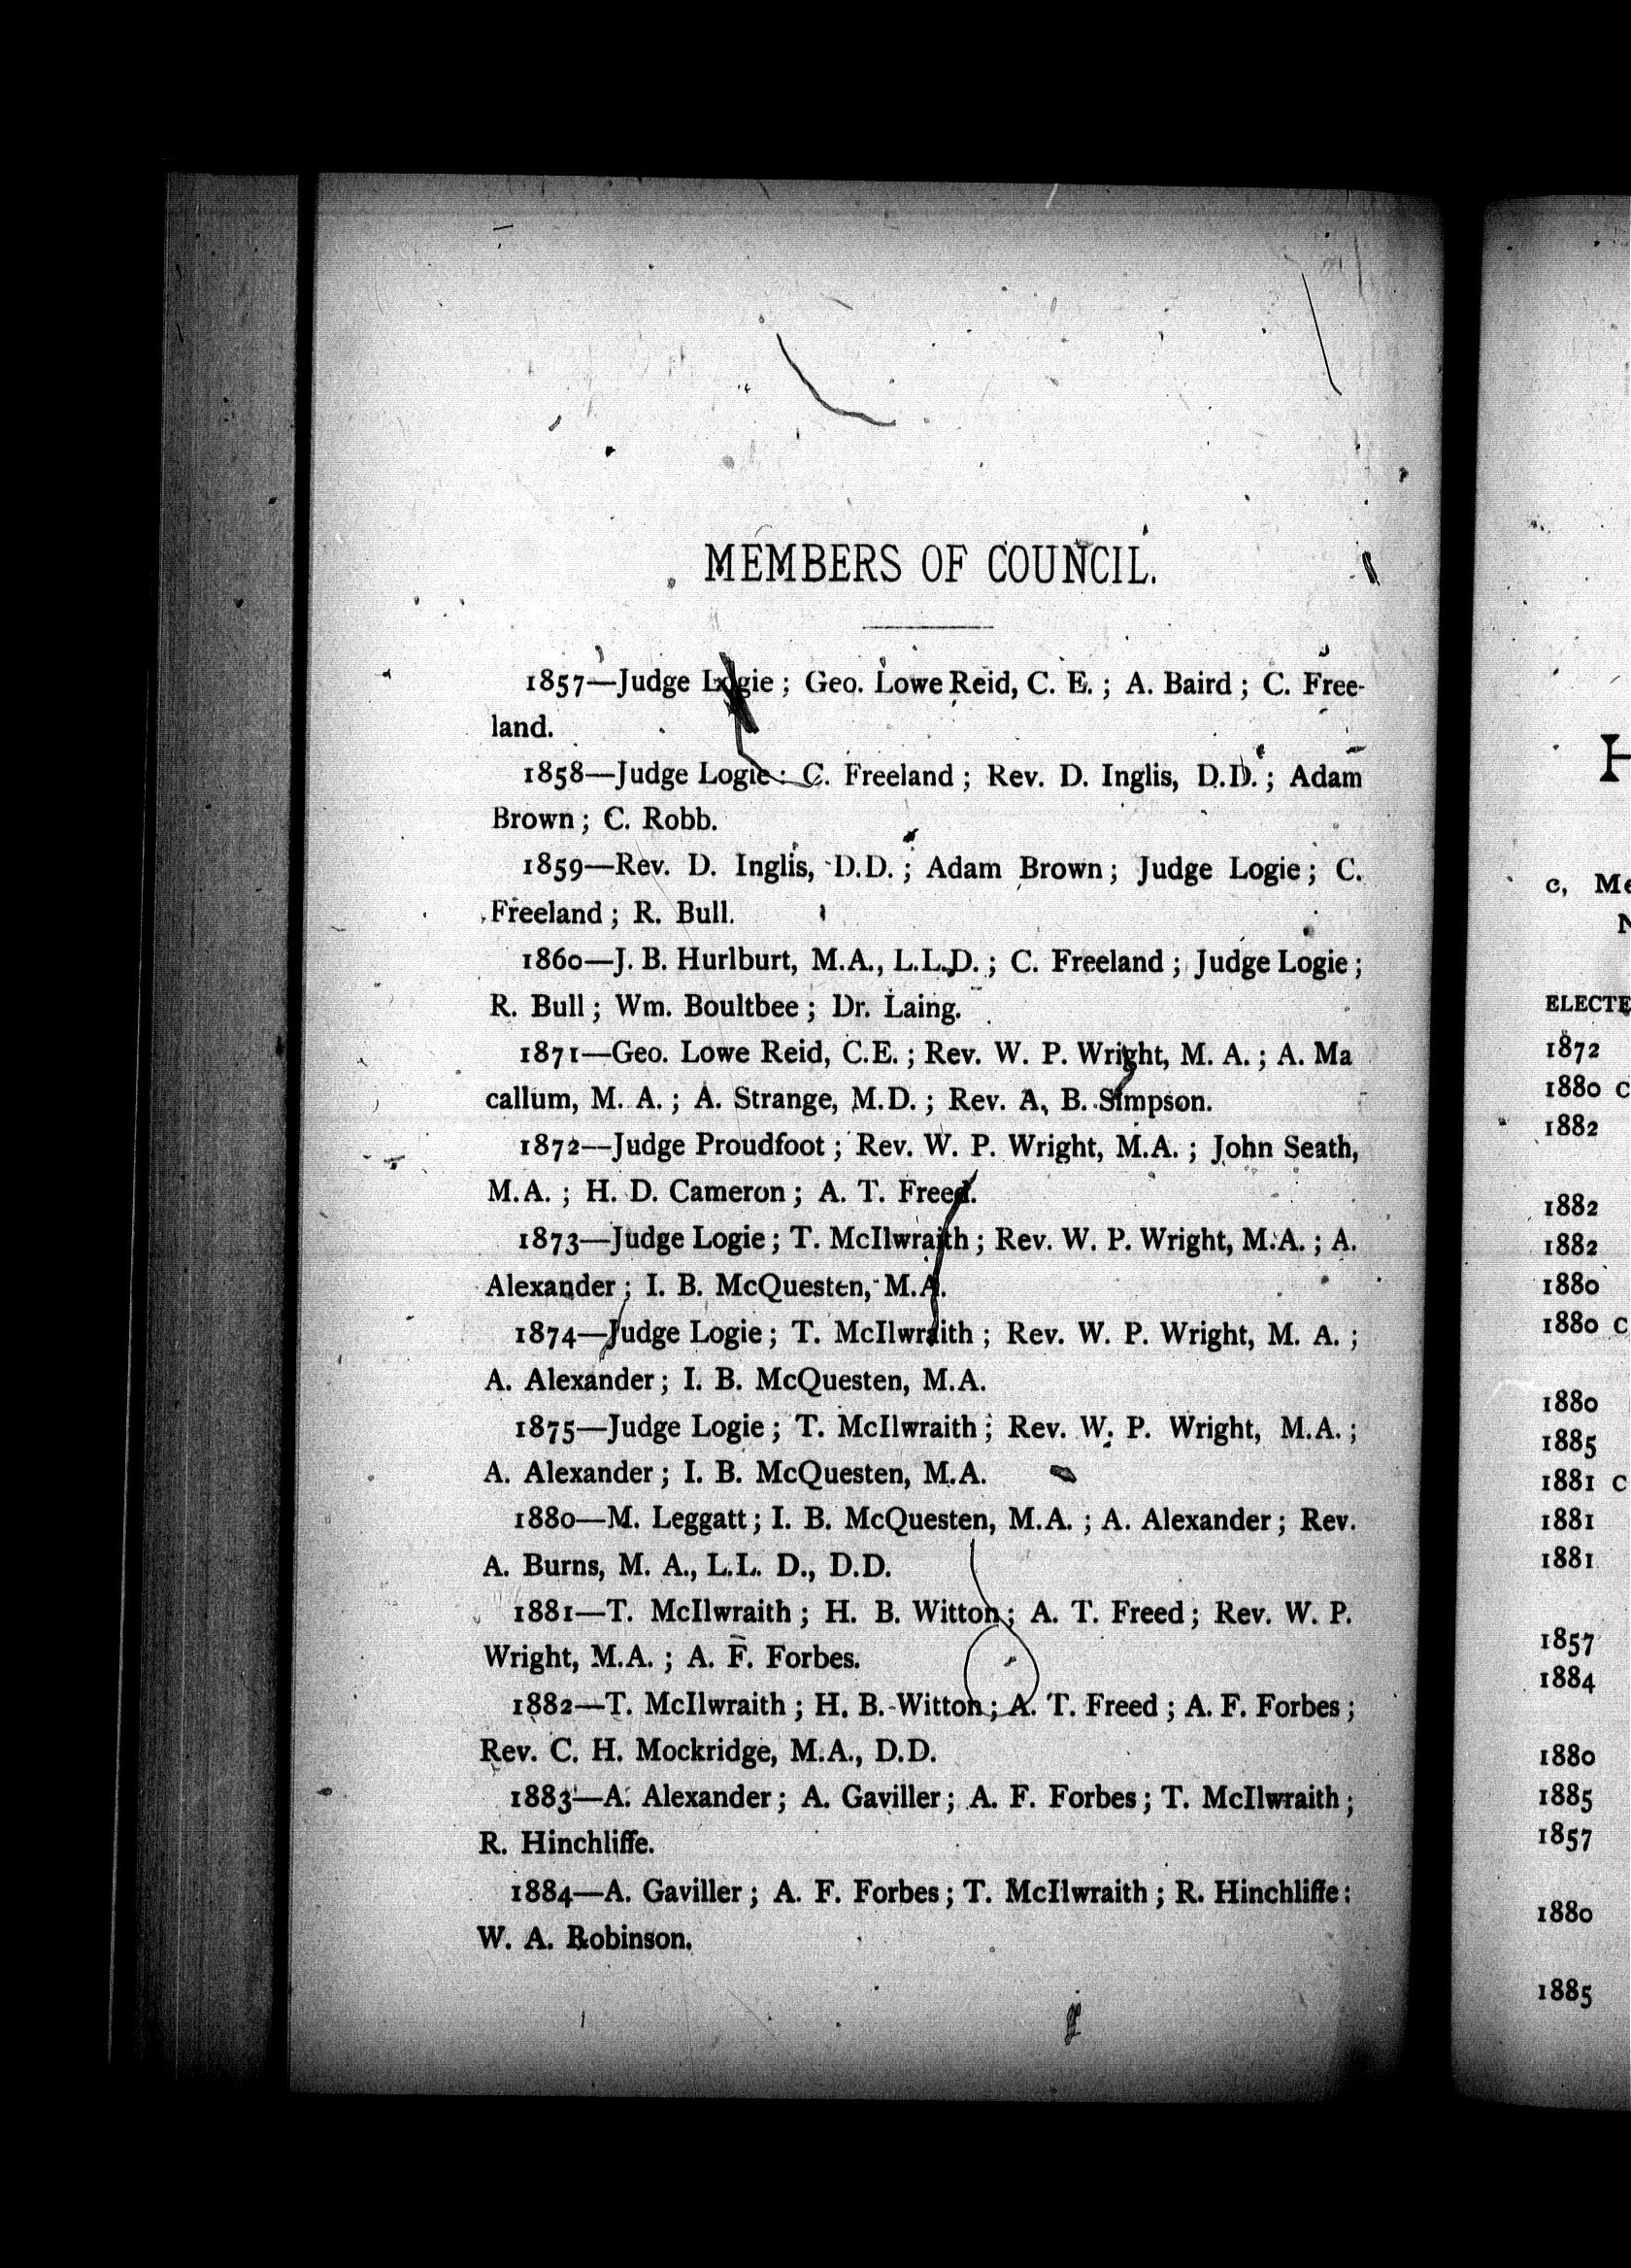 MEMBERS OF COUNCIL.
1857—Judge Logie; Geo. Lowe Reid, C. E.; A. Baird; C. Free-
land.
1858—Judge Logie; C. Freeland; Rev. D. Inglis, D.D.; Adam
Brown; C. Robb.
1859—Rev. D. Inglis, D.D.; Adam Brown; Judge Logie; C.
Freeland; R. Bull.
1860—J. B. Hurlburt, M.A., L.L.D.; C. Freeland; Judge Logie;
R. Bull; Wm. Boultbee; Dr. Laing.
1871—Geo. Lowe Reid, C.E.; Rev. W. P. Wright, M. A.; A. Ma
callum, M. A.; A. Strange, M.D.; Rev. A, B. Simpson.
1872—Judge Proudfoot; Rev. W. P. Wright, M.A.; John Seath,
M.A.; H. D. Cameron; A. T. Freed.
1873—Judge Logie; T. McIlwraith; Rev. W. P. Wright, M.A.; A.
Alexander; I. B. McQuesten, M.A.
1874—Judge Logie; T. McIlwraith; Rev. W. P. Wright, M. A.;
A. Alexander; I. B. McQuesten, M.A.
1875—Judge Logie; T. McIlwraith; Rev. W. P. Wright, M.A.;
A. Alexander; I. B. McQuesten, M.A.
1880—M. Leggatt; I. B. McQuesten, M.A.; A. Alexander; Rev.
A. Burns, M. A., L.L. D., D.D.
1881—T. McIlwraith; H. B. Witton; A. T. Freed; Rev. W. P.
Wright, M.A.; A. F. Forbes.
1882—T. McIlwraith; H. B. Witton; A. T. Freed; A. F. Forbes;
Rev. C. H. Mockridge, M.A., D.D.
1883—A. Alexander; A. Gaviller; A. F. Forbes; T. McIlwraith;
R. Hinchliffe.
1884—A. Gaviller; A. F. Forbes; T. McIlwraith; R. Hinchliffe:
W. A. Robinson.
H
c, Me
N
ELECTE
1872
1880 c
1882
1882
1882
1880
1880 c
1880
1885
1881 c
1881
1881
1857
1884
1880
1885
1857
1880
1885